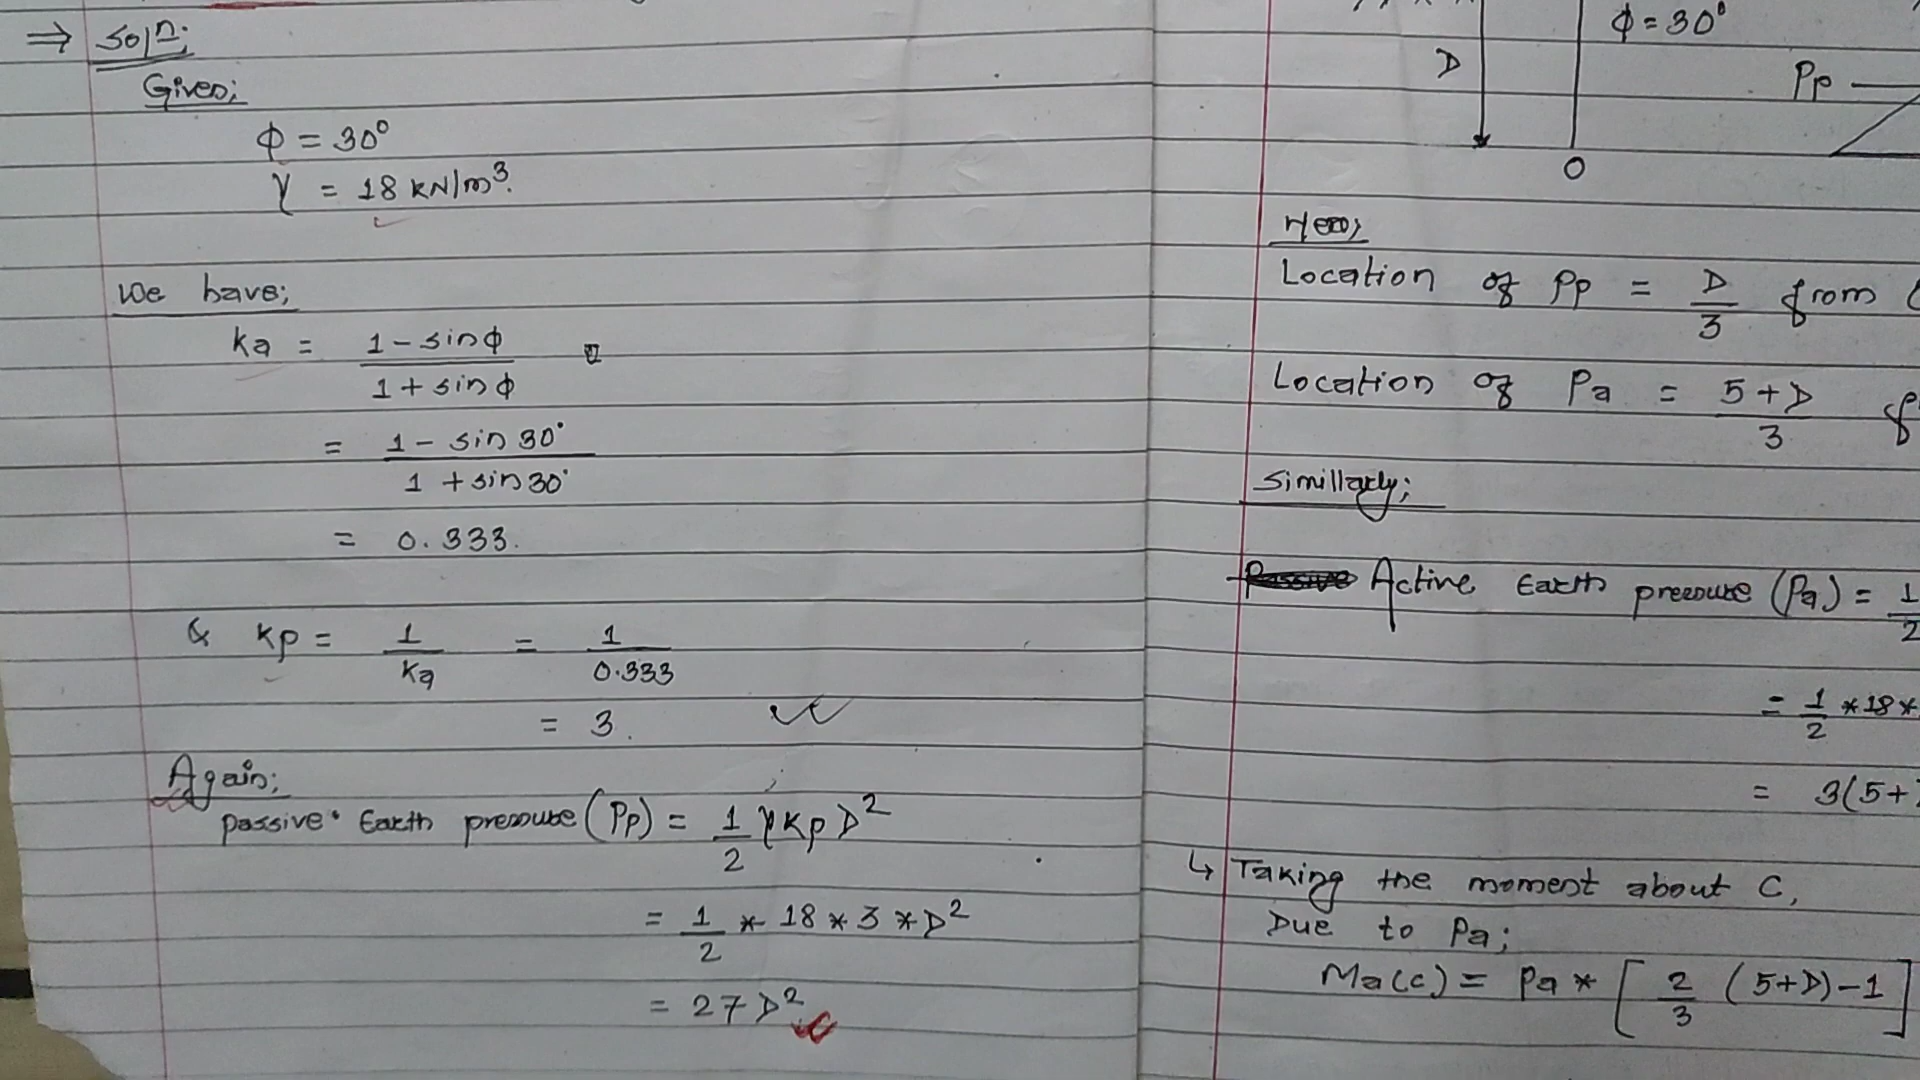 ⇒ Soln:
Given;
ϕ = 30°
γ = 18 kN/m³.
We have;
ka = 1 - sinϕ / 1 + sinϕ
= 1 - sin 30° / 1 + sin 30°
= 0.333.
& kp = 1 / ka = 1 / 0.333
= 3.
Again;
passive Earth pressure (Pp) = 1/2 γ kp D²
= 1/2 * 18 * 3 * D²
= 27 D²
ϕ = 30°
D
Pp
O
Here,
Location of Pp = D/3 from
Location of Pa = 5+D / 3
Simillarly;
Active Earth pressure (Pa) = 1/2
= 1/2 * 18 *
= 3(5+
↳ Taking the moment about C,
Due to Pa;
Ma(c) = Pa * [ 2/3 (5+D) - 1 ]